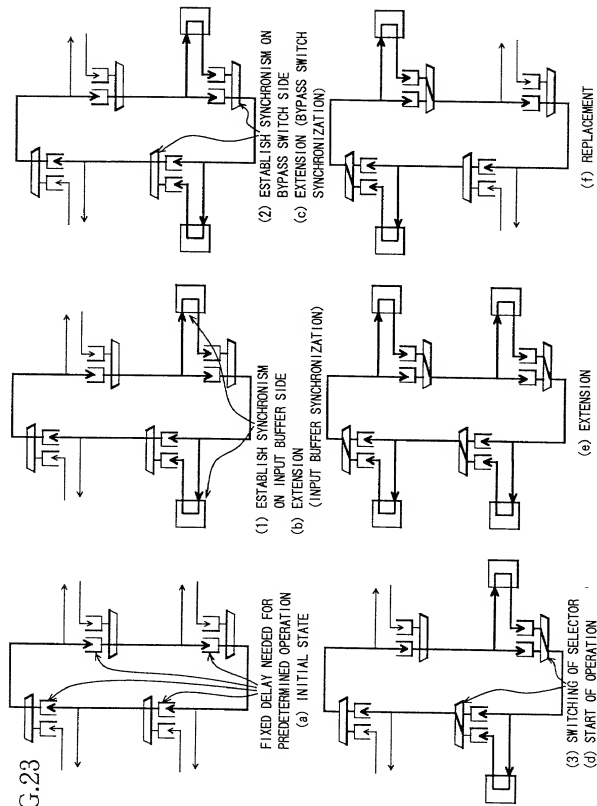 G.23
FIXED DELAY NEEDED FOR
PREDETERMINED OPERATION
(a) INITIAL STATE
(1) ESTABLISH SYNCHRONISM
ON INPUT BUFFER SIDE
(b) EXTENSION
(INPUT BUFFER SYNCHRONIZATION)
(2) ESTABLISH SYNCHRONISM ON
BYPASS SWITCH SIDE
(c) EXTENSION (BYPASS SWITCH
SYNCHRONIZATION)
(3) SWITCHING OF SELECTOR
(d) START OF OPERATION
(e) EXTENSION
(f) REPLACEMENT